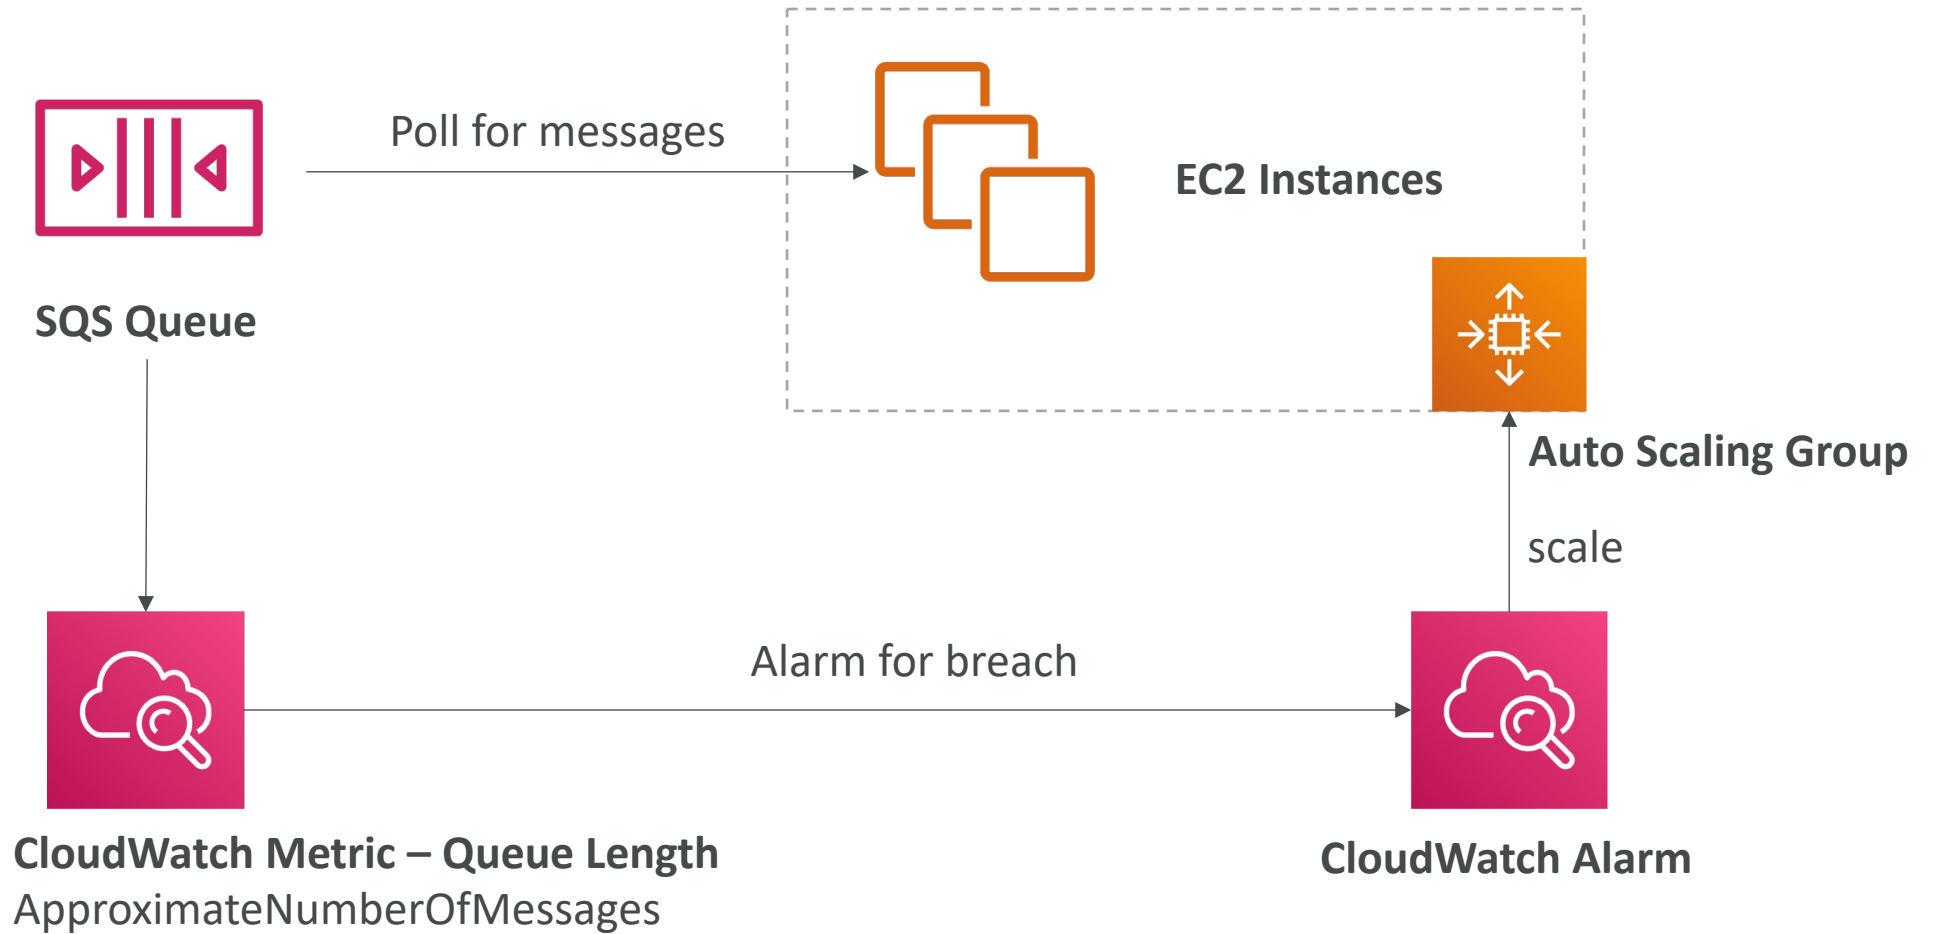 Poll for messages
EC2 Instances
SQS Queue
Auto Scaling Group
scale
Alarm for breach
CloudWatch Metric – Queue Length
ApproximateNumberOfMessages
CloudWatch Alarm